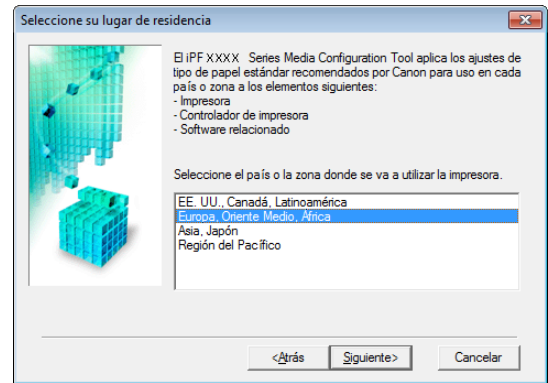 Seleccione su lugar de residencia
El iPF XXXX Series Media Configuration Tool aplica los ajustes de
tipo de papel estándar recomendados por Canon para uso en cada
país o zona a los elementos siguientes:
- Impresora
- Controlador de impresora
- Software relacionado
Seleccione el país o la zona donde se va a utilizar la impresora.
EE. UU., Canadá, Latinoamérica
Europa, Oriente Medio, África
Asia, Japón
Región del Pacífico
<Atrás
Siguiente>
Cancelar